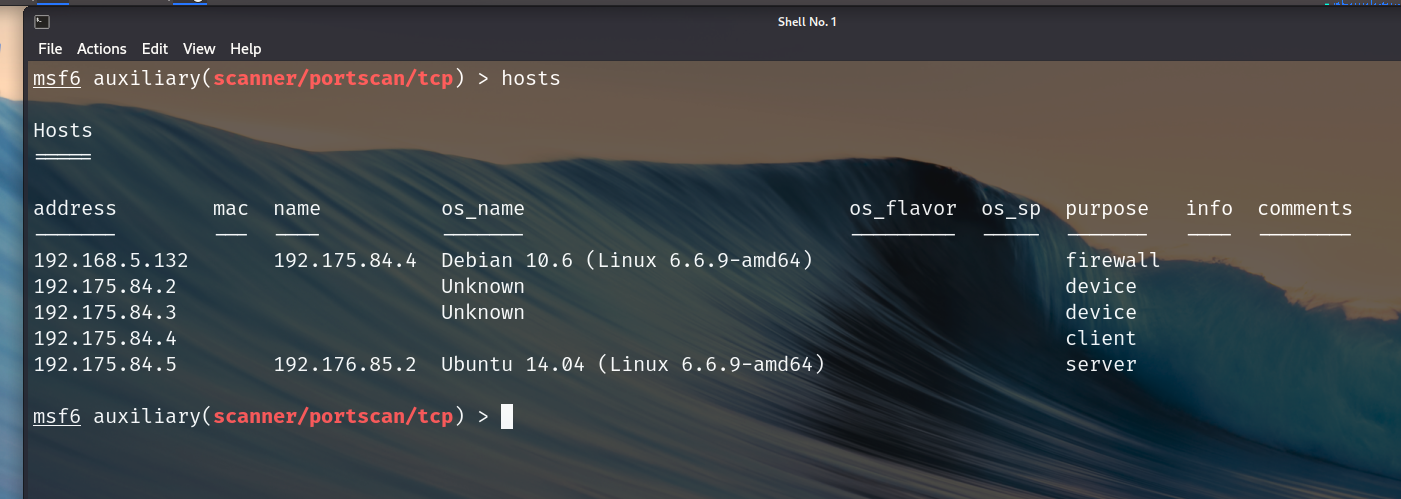 Shell No. 1
File Actions Edit View Help
msf6 auxiliary(scanner/portscan/tcp) > hosts
Hosts
=====
address mac name os_name os_flavor os_sp purpose info comments
------- --- ---- ------- --------- ----- ------- ---- --------
192.168.5.132 192.175.84.4 Debian 10.6 (Linux 6.6.9-amd64) firewall
192.175.84.2 Unknown device
192.175.84.3 Unknown device
192.175.84.4 client
192.175.84.5 192.176.85.2 Ubuntu 14.04 (Linux 6.6.9-amd64) server
msf6 auxiliary(scanner/portscan/tcp) >